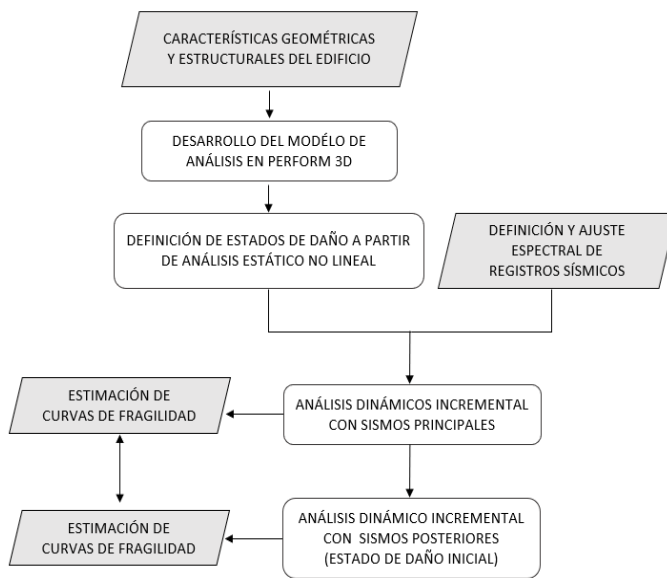 CARACTERÍSTICAS GEOMÉTRICAS
Y ESTRUCTURALES DEL EDIFICIO
DESARROLLO DEL MODÉLO DE
ANÁLISIS EN PERFORM 3D
DEFINICIÓN DE ESTADOS DE DAÑO A PARTIR
DE ANÁLISIS ESTÁTICO NO LINEAL
DEFINICIÓN Y AJUSTE
ESPECTRAL DE
REGISTROS SÍSMICOS
ESTIMACIÓN DE
CURVAS DE FRAGILIDAD
ANÁLISIS DINÁMICOS INCREMENTAL
CON SISMOS PRINCIPALES
ESTIMACIÓN DE
CURVAS DE FRAGILIDAD
ANÁLISIS DINÁMICO INCREMENTAL
CON SISMOS POSTERIORES
(ESTADO DE DAÑO INICIAL)